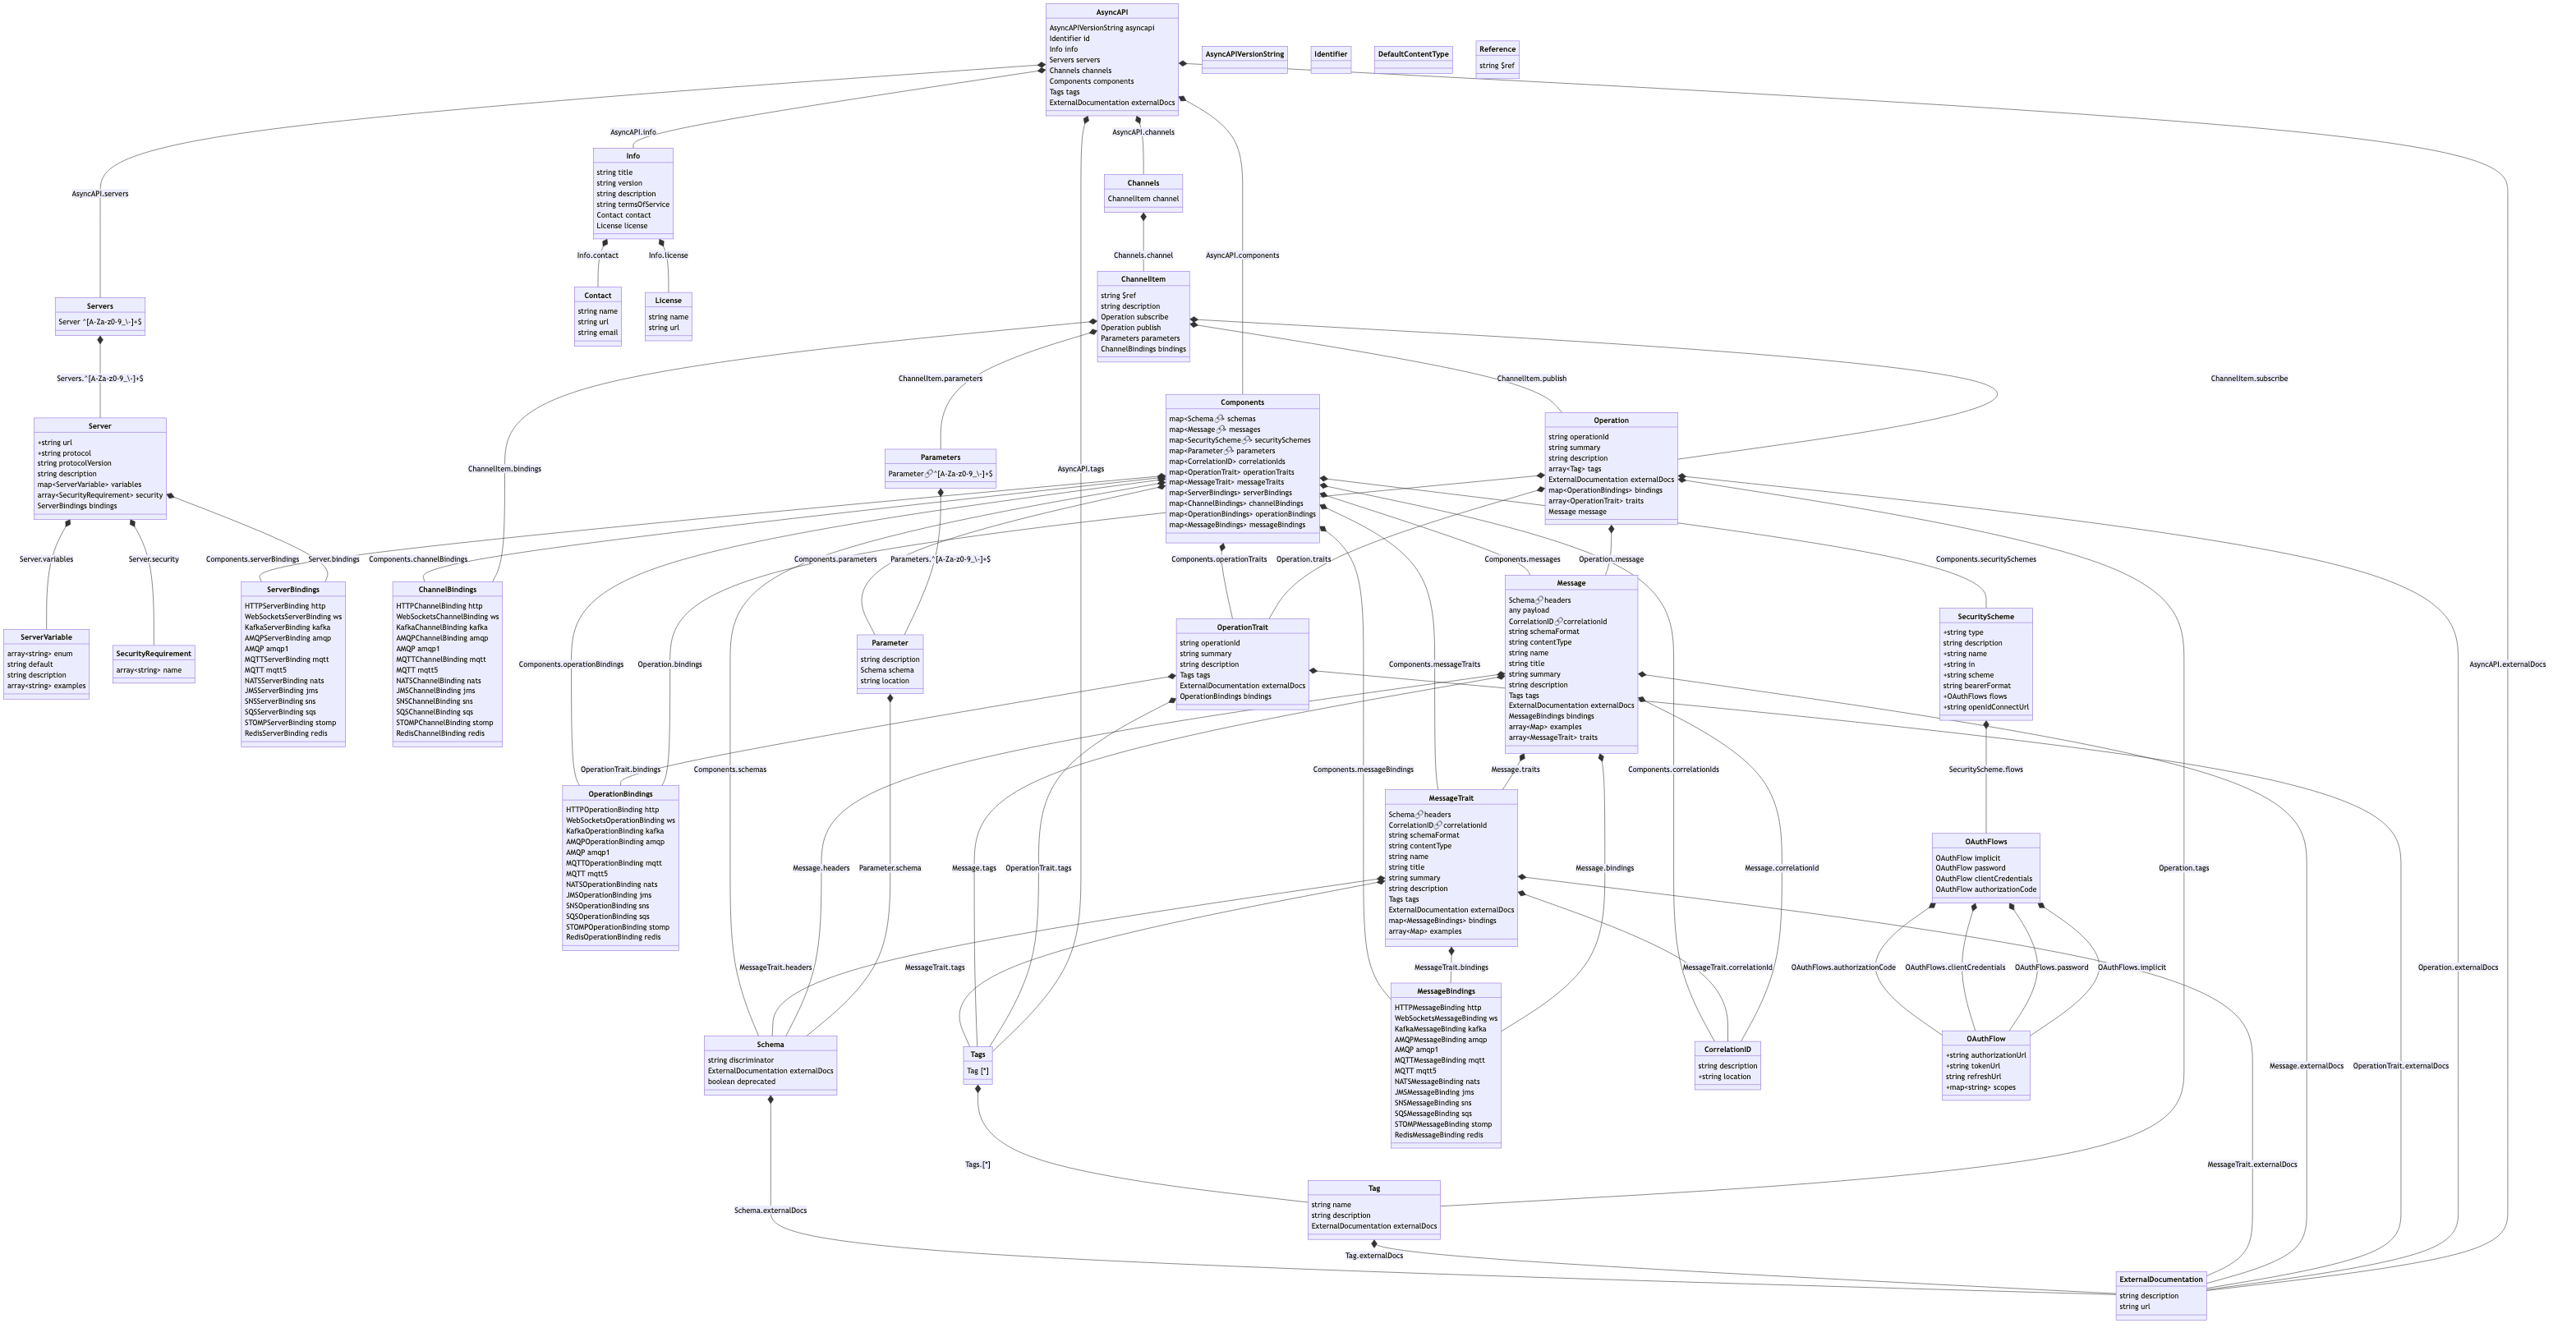 AsyncAPI
AsyncAPIVersionString asyncapi
Identifier id
Info info
Servers servers
Channels channels
Components components
Tags tags
ExternalDocumentation externalDocs
AsyncAPIVersionString
Identifier
DefaultContentType
Reference
string $ref
AsyncAPI.info
AsyncAPI.channels
AsyncAPI.servers
Info
string title
string version
string description
string termsOfService
Contact contact
License license
Channels
ChannelItem channel
Info.contact
Info.license
Channels.channel
AsyncAPI.components
Contact
string name
string url
string email
License
string name
string url
ChannelItem
string $ref
string description
Operation subscribe
Operation publish
Parameters parameters
ChannelBindings bindings
Servers
Server ^[A-Za-z0-9_\-]+$
Servers.^[A-Za-z0-9_\-]+$
ChannelItem.parameters
ChannelItem.publish
ChannelItem.subscribe
Server
+string url
+string protocol
string protocolVersion
string description
map<ServerVariable> variables
array<SecurityRequirement> security
ServerBindings bindings
ChannelItem.bindings
Parameters
Parameter🔗^[A-Za-z0-9_\-]+$
AsyncAPI.tags
Components
map<Schema🔗> schemas
map<Message🔗> messages
map<SecurityScheme🔗> securitySchemes
map<Parameter🔗> parameters
map<CorrelationID> correlationIds
map<OperationTrait> operationTraits
map<MessageTrait> messageTraits
map<ServerBindings> serverBindings
map<ChannelBindings> channelBindings
map<OperationBindings> operationBindings
map<MessageBindings> messageBindings
Operation
string operationId
string summary
string description
array<Tag> tags
ExternalDocumentation externalDocs
map<OperationBindings> bindings
array<OperationTrait> traits
Message message
Server.variables
Server.security
Components.serverBindings
Server.bindings
Components.channelBindings
Components.parameters
Parameters.^[A-Za-z0-9_\-]+$
Components.operationTraits
Operation.traits
Components.messages
Operation.message
Components.securitySchemes
ServerVariable
array<string> enum
string default
string description
array<string> examples
SecurityRequirement
array<string> name
ServerBindings
HTTPServerBinding http
WebSocketsServerBinding ws
KafkaServerBinding kafka
AMQPServerBinding amqp
AMQP amqp1
MQTTServerBinding mqtt
MQTT mqtt5
NATSServerBinding nats
JMSServerBinding jms
SNSServerBinding sns
SQSServerBinding sqs
STOMPServerBinding stomp
RedisServerBinding redis
ChannelBindings
HTTPChannelBinding http
WebSocketsChannelBinding ws
KafkaChannelBinding kafka
AMQPChannelBinding amqp
AMQP amqp1
MQTTChannelBinding mqtt
MQTT mqtt5
NATSChannelBinding nats
JMSChannelBinding jms
SNSChannelBinding sns
SQSChannelBinding sqs
STOMPChannelBinding stomp
RedisChannelBinding redis
Components.operationBindings
Operation.bindings
Parameter
string description
Schema schema
string location
OperationTrait
string operationId
string summary
string description
Tags tags
ExternalDocumentation externalDocs
OperationBindings bindings
Components.messageTraits
Message
Schema🔗headers
any payload
CorrelationID🔗correlationId
string schemaFormat
string contentType
string name
string title
string summary
string description
Tags tags
ExternalDocumentation externalDocs
MessageBindings bindings
array<Map> examples
array<MessageTrait> traits
SecurityScheme
+string type
string description
+string name
+string in
+string scheme
string bearerFormat
+OAuthFlows flows
+string openIdConnectUrl
AsyncAPI.externalDocs
OperationTrait.bindings
Components.schemas
Components.messageBindings
Message.traits
Components.correlationIds
SecurityScheme.flows
OperationBindings
HTTPOperationBinding http
WebSocketsOperationBinding ws
KafkaOperationBinding kafka
AMQPOperationBinding amqp
AMQP amqp1
MQTTOperationBinding mqtt
MQTT mqtt5
NATSOperationBinding nats
JMSOperationBinding jms
SNSOperationBinding sns
SQSOperationBinding sqs
STOMPOperationBinding stomp
RedisOperationBinding redis
Message.headers
Parameter.schema
Message.tags
OperationTrait.tags
MessageTrait
Schema🔗headers
CorrelationID🔗correlationId
string schemaFormat
string contentType
string name
string title
string summary
string description
Tags tags
ExternalDocumentation externalDocs
map<MessageBindings> bindings
array<Map> examples
Message.bindings
Message.correlationId
OAuthFlows
OAuthFlow implicit
OAuthFlow password
OAuthFlow clientCredentials
OAuthFlow authorizationCode
Operation.tags
MessageTrait.headers
MessageTrait.tags
MessageTrait.bindings
MessageTrait.correlationId
OAuthFlows.authorizationCode
OAuthFlows.clientCredentials
OAuthFlows.password
OAuthFlows.implicit
Operation.externalDocs
Schema
string discriminator
ExternalDocumentation externalDocs
boolean deprecated
Tags
Tag [*]
MessageBindings
HTTPMessageBinding http
WebSocketsMessageBinding ws
KafkaMessageBinding kafka
AMQPMessageBinding amqp
AMQP amqp1
MQTTMessageBinding mqtt
MQTT mqtt5
NATSMessageBinding nats
JMSMessageBinding jms
SNSMessageBinding sns
SQSMessageBinding sqs
STOMPMessageBinding stomp
RedisMessageBinding redis
CorrelationID
string description
+string location
OAuthFlow
+string authorizationUrl
+string tokenUrl
string refreshUrl
+map<string> scopes
Message.externalDocs
OperationTrait.externalDocs
Tags.[*]
MessageTrait.externalDocs
Schema.externalDocs
Tag
string name
string description
ExternalDocumentation externalDocs
Tag.externalDocs
ExternalDocumentation
string description
string url